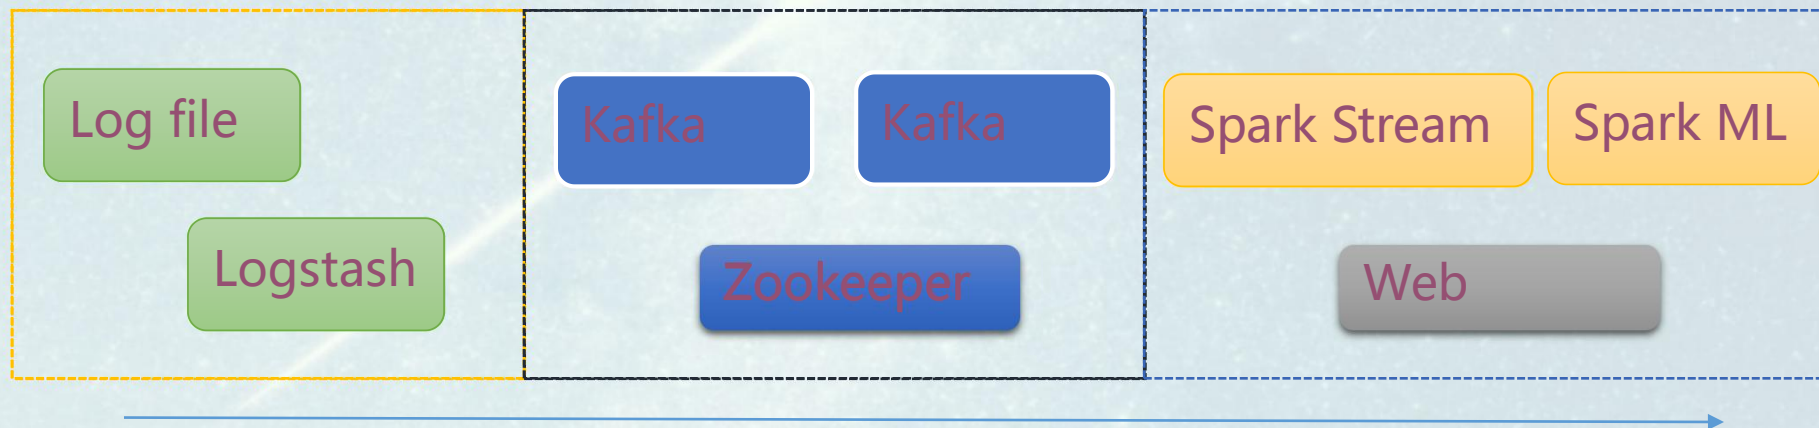 Log file
Logstash
Kafka
Kafka
Zookeeper
Spark Stream
Spark ML
Web